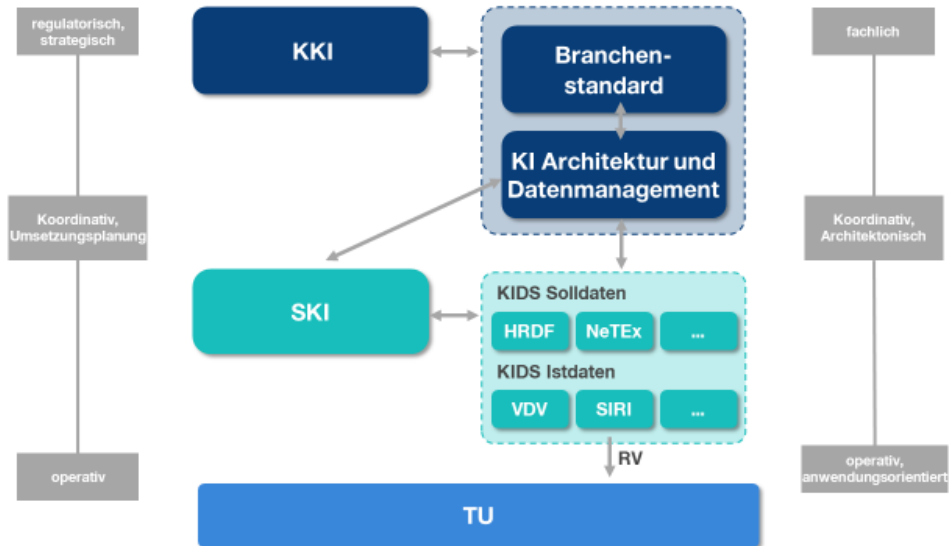 regulatorisch,
strategisch
KKI
Branchen-
standard
fachlich
KI Architektur und
Datenmanagement
Koordinativ,
Umsetzungsplanung
Koordinativ,
Architektonisch
SKI
KIDS Solldaten
HRDF
NeTEx
...
KIDS Istdaten
VDV
SIRI
...
RV
operativ
operativ,
anwendungsorientiert
TU